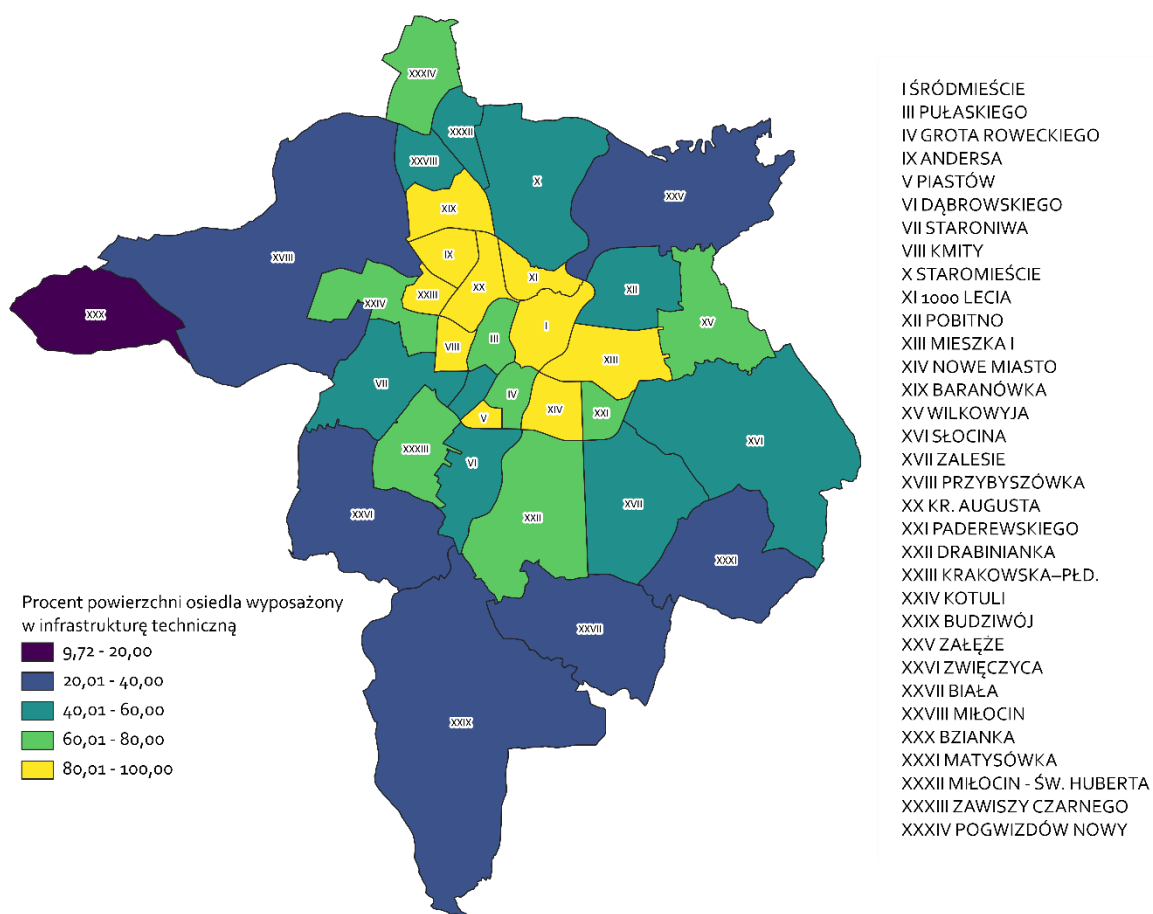 XXXIV
XXXII
XXVIII
X
XXV
XIX
IX
XI
XVIII
XX
XII
XXIII
XXIV
XV
XXX
I
III
VIII
XIII
VII
IV
V
XIV
XXI
XVI
XXXIII
VI
XVII
XXII
XXVI
XXXI
XXVII
XXIX
Procent powierzchni osiedla wyposażony
w infrastrukturę techniczną
9,72 - 20,00
20,01 - 40,00
40,01 - 60,00
60,01 - 80,00
80,01 - 100,00
I ŚRÓDMIEŚCIE
III PUŁASKIEGO
IV GROTA ROWECKIEGO
IX ANDERSA
V PIASTÓW
VI DĄBROWSKIEGO
VII STARONIWA
VIII KMITY
X STAROMIEŚCIE
XI 1000 LECIA
XII POBITNO
XIII MIESZKA I
XIV NOWE MIASTO
XIX BARANÓWKA
XV WILKOWYJA
XVI SŁOCINA
XVII ZALESIE
XVIII PRZYBYSZÓWKA
XX KR. AUGUSTA
XXI PADEREWSKIEGO
XXII DRABINIANKA
XXIII KRAKOWSKA–PŁD.
XXIV KOTULI
XXIX BUDZIWÓJ
XXV ZAŁĘŻE
XXVI ZWIĘCZYCA
XXVII BIAŁA
XXVIII MIŁOCIN
XXX BZIANKA
XXXI MATYSÓWKA
XXXII MIŁOCIN - ŚW. HUBERTA
XXXIII ZAWISZY CZARNEGO
XXXIV POGWIZDÓW NOWY